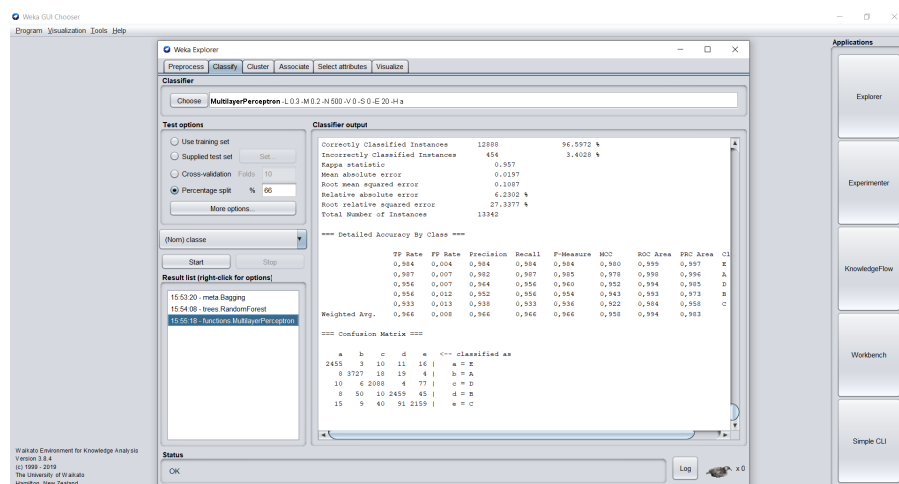 Weka GUI Chooser
Program Visualization Tools Help
Applications
Weka Explorer
Preprocess Classify Cluster Associate Select attributes Visualize
Classifier
Choose MultilayerPerceptron -L 0.3 -M 0.2 -N 500 -V 0 -S 0 -E 20 -H a
Test options
Use training set
Supplied test set Set...
Cross-validation Folds 10
Percentage split % 66
More options...
(Nom) classe
Start Stop
Result list (right-click for options)
15:53:20 - meta.Bagging
15:54:08 - trees.RandomForest
15:55:18 - functions.MultilayerPerceptron
Classifier output
Correctly Classified Instances 12888 96.5972 %
Incorrectly Classified Instances 454 3.4028 %
Kappa statistic 0.957
Mean absolute error 0.0197
Root mean squared error 0.1087
Relative absolute error 6.2302 %
Root relative squared error 27.3377 %
Total Number of Instances 13342
=== Detailed Accuracy By Class ===
TP Rate FP Rate Precision Recall F-Measure MCC ROC Area PRC Area Cl
0,984 0,004 0,984 0,984 0,984 0,980 0,999 0,997 E
0,987 0,007 0,982 0,987 0,985 0,978 0,998 0,996 A
0,956 0,007 0,964 0,956 0,960 0,952 0,994 0,985 D
0,956 0,012 0,952 0,956 0,954 0,943 0,993 0,973 B
0,933 0,013 0,938 0,933 0,936 0,922 0,984 0,958 C
Weighted Avg. 0,966 0,008 0,966 0,966 0,966 0,958 0,994 0,983
=== Confusion Matrix ===
a b c d e <-- classified as
2455 3 10 11 16 | a = E
8 3727 18 19 4 | b = A
10 6 2088 4 77 | c = D
8 50 10 2459 45 | d = B
15 9 40 91 2159 | e = C
Status
OK
Log x 0
Explorer
Experimenter
KnowledgeFlow
Workbench
Simple CLI
Waikato Environment for Knowledge Analysis
Version 3.8.4
(c) 1999 - 2019
The University of Waikato
Hamilton, New Zealand